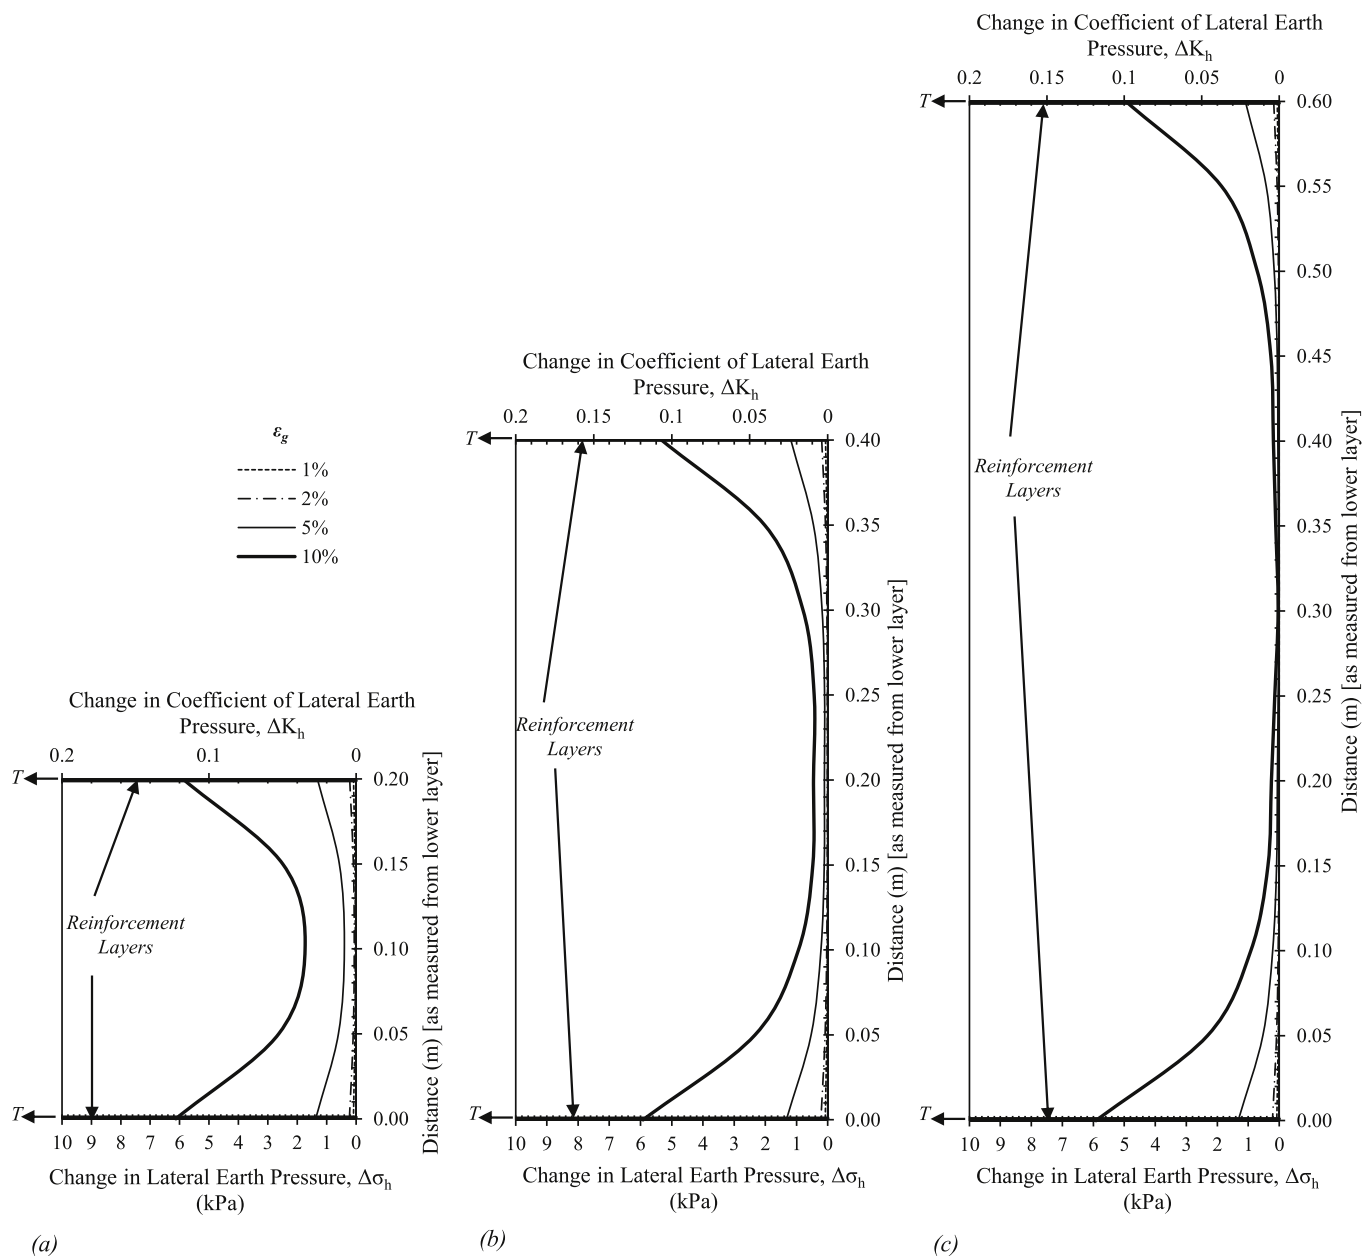 Change in Coefficient of Lateral Earth
Pressure, ΔKh
0.2 0.15 0.1 0.05 0
T
0.60
0.55
0.50
0.45
0.40
0.35
0.30
0.25
0.20
0.15
0.10
0.05
0.00
Reinforcement
Layers
T
10 9 8 7 6 5 4 3 2 1 0
Change in Lateral Earth Pressure, Δσh
(kPa)
Distance (m) [as measured from lower layer]
(c)
Change in Coefficient of Lateral Earth
Pressure, ΔKh
0.2 0.15 0.1 0.05 0
T
0.40
0.35
0.30
0.25
0.20
0.15
0.10
0.05
0.00
Reinforcement
Layers
T
10 9 8 7 6 5 4 3 2 1 0
Change in Lateral Earth Pressure, Δσh
(kPa)
Distance (m) [as measured from lower layer]
(b)
εg
1%
2%
5%
10%
Change in Coefficient of Lateral Earth
Pressure, ΔKh
0.2 0.1 0
T
0.20
0.15
0.10
0.05
0.00
Reinforcement
Layers
T
10 9 8 7 6 5 4 3 2 1 0
Change in Lateral Earth Pressure, Δσh
(kPa)
Distance (m) [as measured from lower layer]
(a)